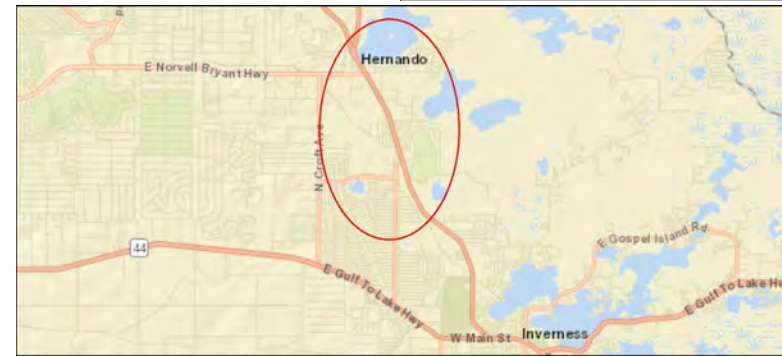 Hernando
E Norvell Bryant Hwy
N Croft Ave
44
E Gospel Island Rd
E Gulf To Lake Hwy
E Gulf To Lake Hw
W Main St
Inverness